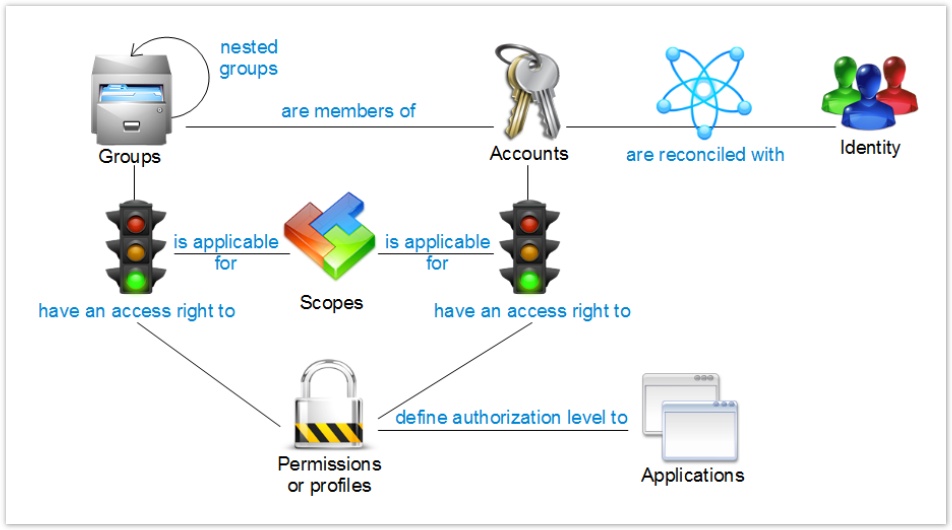 nested
groups
are members of
Groups
Accounts
are reconciled with
Identity
is applicable
for
is applicable
for
Scopes
have an access right to
have an access right to
define authorization level to
Permissions
or profiles
Applications